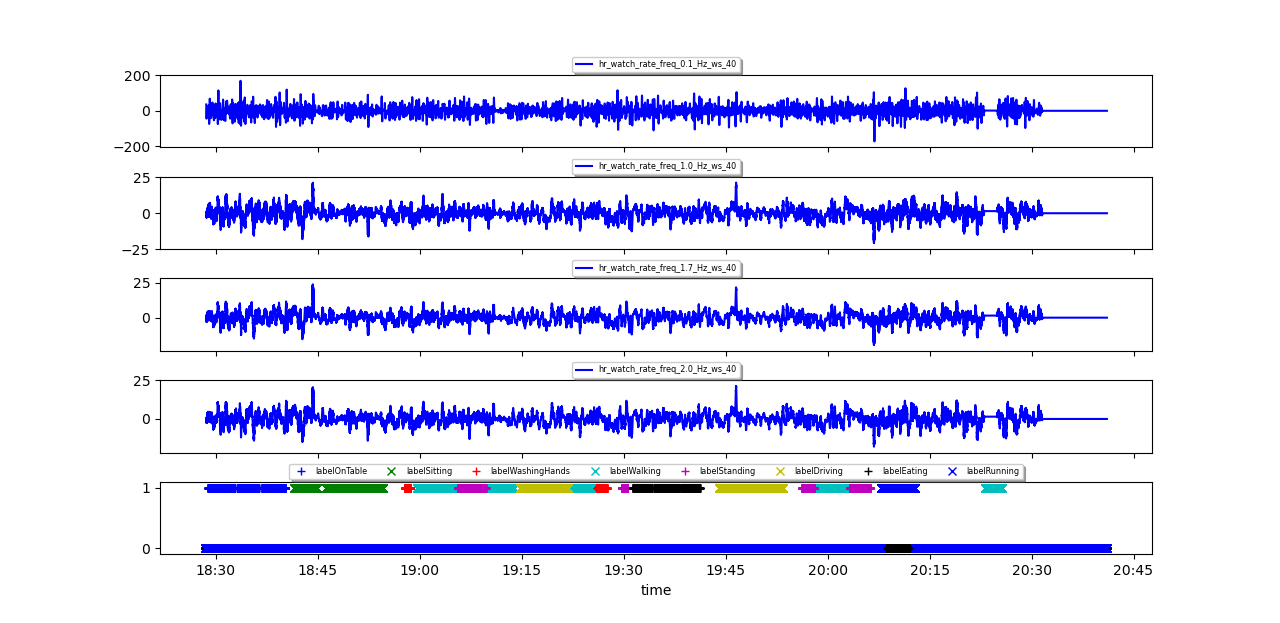 hr_watch_rate_freq_0.1_Hz_ws_40
200
0
−200
hr_watch_rate_freq_1.0_Hz_ws_40
25
0
−25
hr_watch_rate_freq_1.7_Hz_ws_40
25
0
hr_watch_rate_freq_2.0_Hz_ws_40
25
0
labelOnTable labelSitting labelWashingHands labelWalking labelStanding labelDriving labelEating labelRunning
1
0
18:30 18:45 19:00 19:15 19:30 19:45 20:00 20:15 20:30 20:45
time